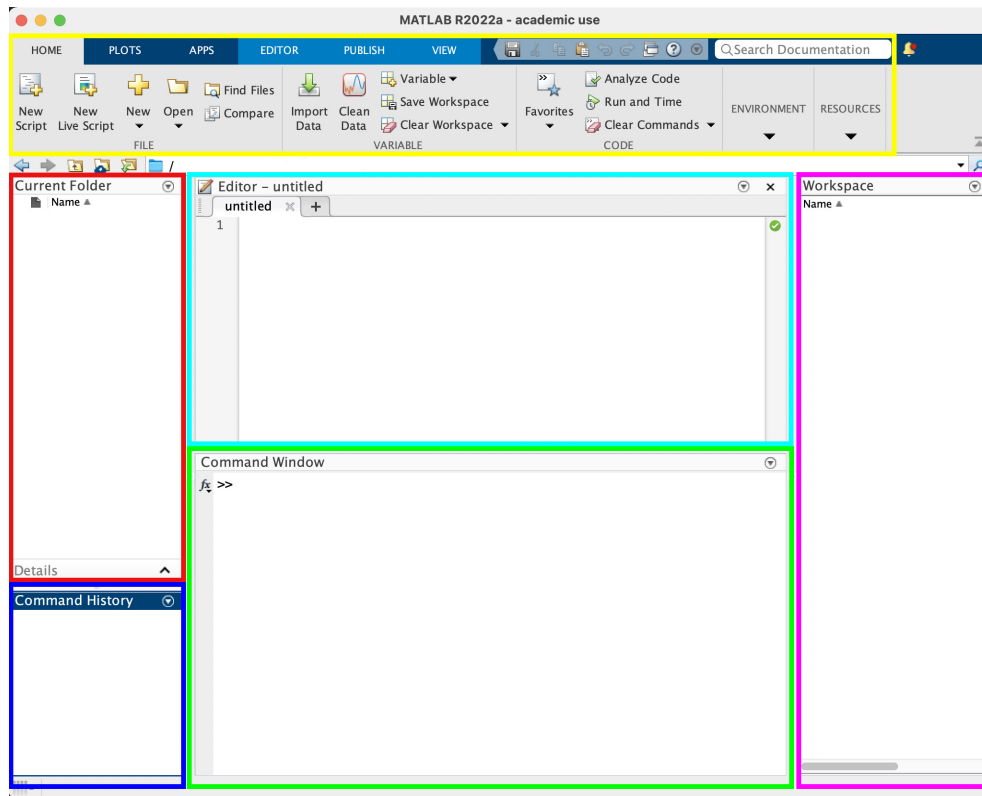 MATLAB R2022a - academic use
HOME PLOTS APPS EDITOR PUBLISH VIEW Search Documentation
New Script
New Live Script
New
Open
Find Files
Compare
FILE
Import Data
Clean Data
Variable
Save Workspace
Clear Workspace
VARIABLE
Favorites
Analyze Code
Run and Time
Clear Commands
CODE
ENVIRONMENT
RESOURCES
/
Current Folder
Name
Details
Command History
Editor – untitled
untitled
1
Command Window
fx >>
Workspace
Name